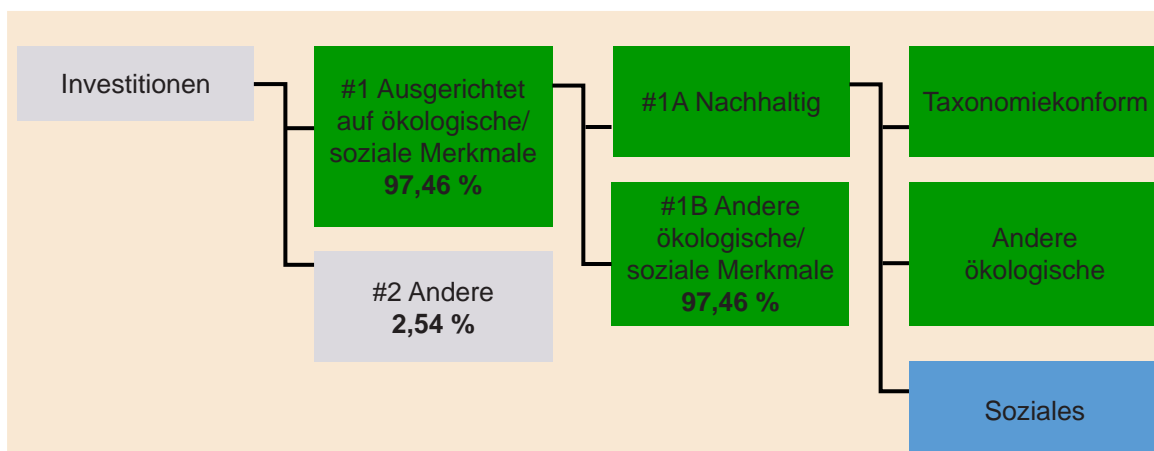 Investitionen
#1 Ausgerichtet
auf ökologische/
soziale Merkmale
97,46 %
#2 Andere
2,54 %
#1A Nachhaltig
#1B Andere
ökologische/
soziale Merkmale
97,46 %
Taxonomiekonform
Andere
ökologische
Soziales